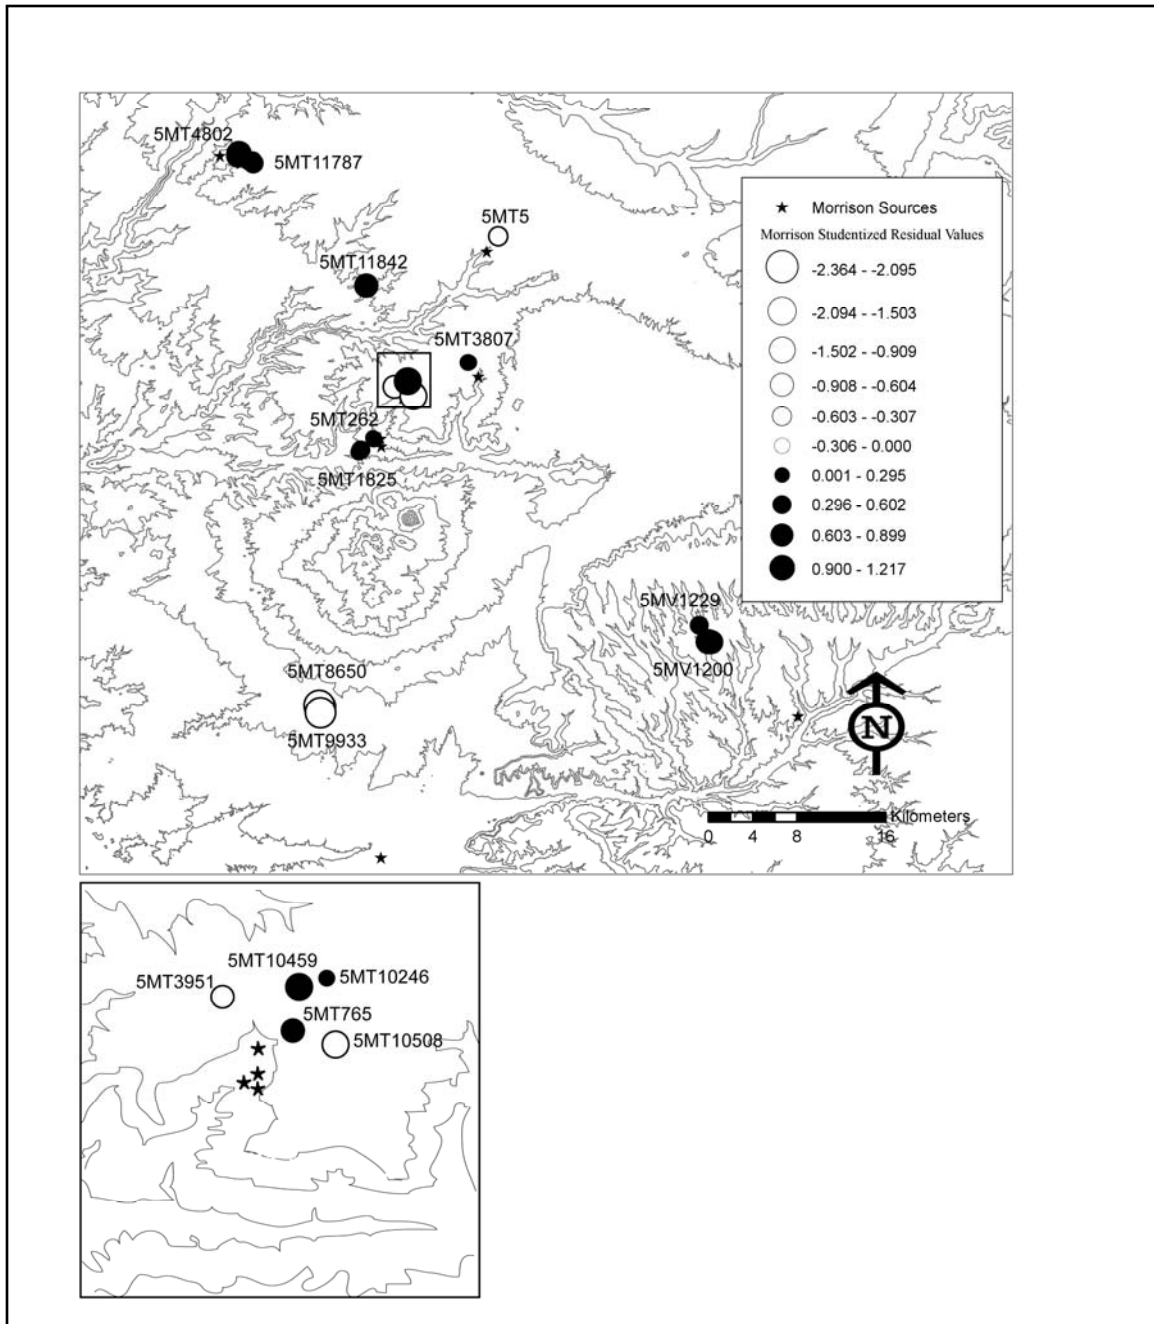 5MT4802
5MT11787
5MT5
5MT11842
5MT3807
5MT262
5MT1825
5MV1229
5MV1200
5MT8650
5MT9933
Morrison Sources
Morrison Studentized Residual Values
-2.364 - -2.095
-2.094 - -1.503
-1.502 - -0.909
-0.908 - -0.604
-0.603 - -0.307
-0.306 - 0.000
0.001 - 0.295
0.296 - 0.602
0.603 - 0.899
0.900 - 1.217
N
Kilometers
0 4 8 16
5MT10459
5MT10246
5MT3951
5MT765
5MT10508